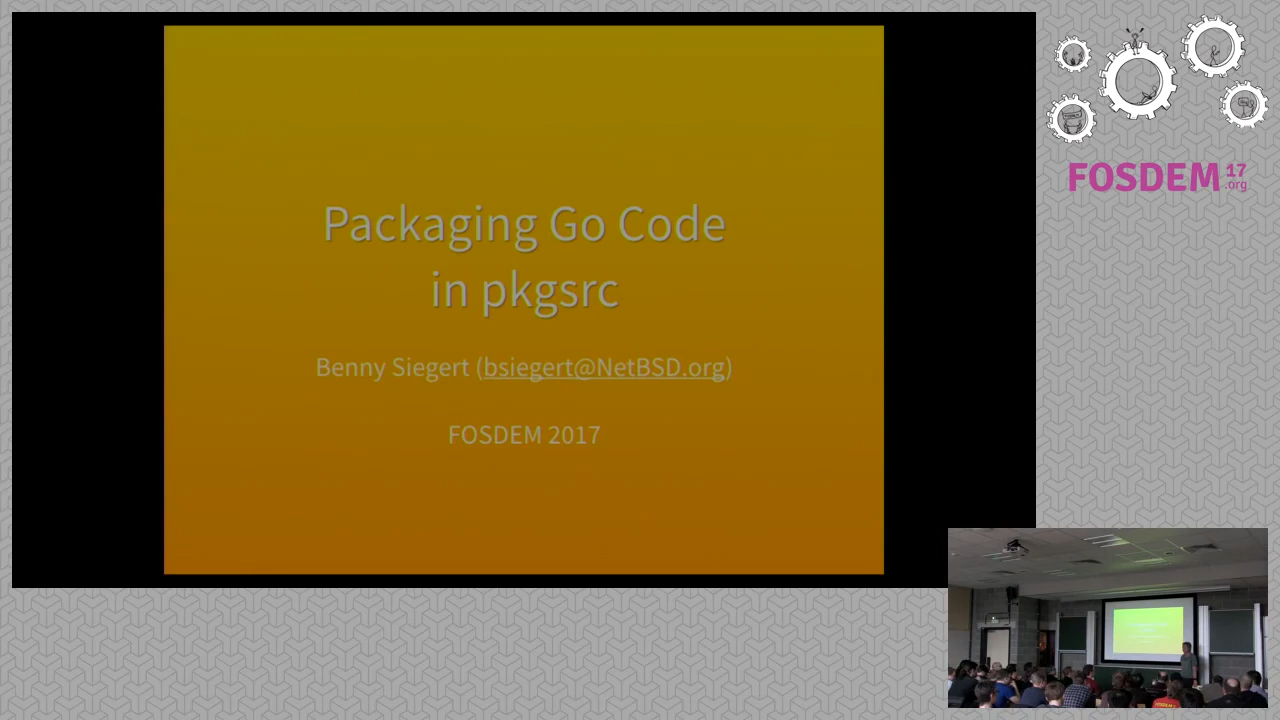 Packaging Go Code
in pkgsrc
Benny Siegert (bsiegert@NetBSD.org)
FOSDEM 2017
FOSDEM 17
.org